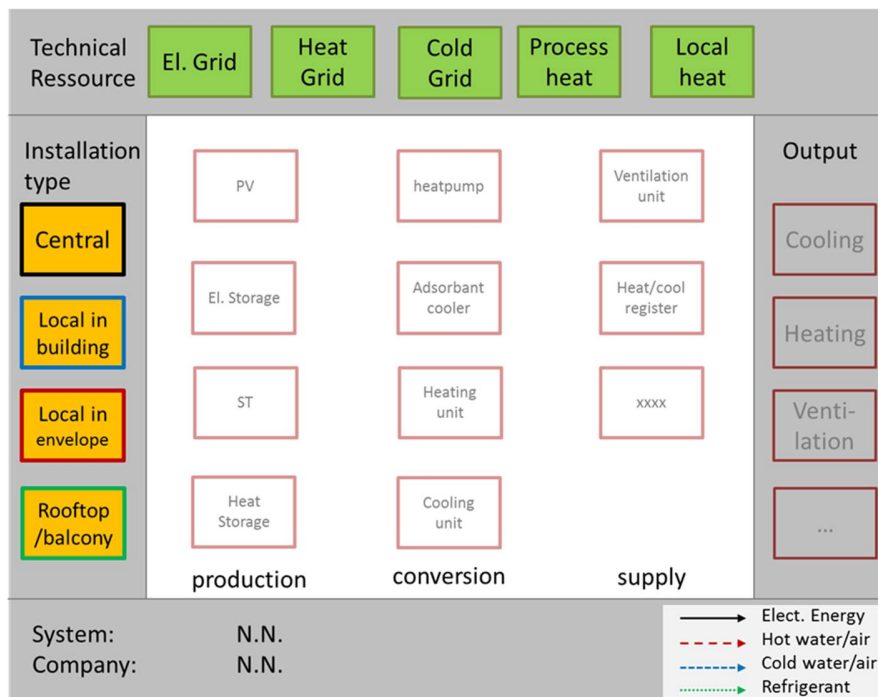 Technical
Ressource
El. Grid
Heat
Grid
Cold
Grid
Process
heat
Local
heat
Installation
type
Central
Local in
building
Local in
envelope
Rooftop
/balcony
PV
heatpump
Ventilation
unit
El. Storage
Adsorbant
cooler
Heat/cool
register
ST
Heating
unit
xxxx
Heat
Storage
Cooling
unit
production
conversion
supply
Output
Cooling
Heating
Venti-
lation
...
System: N.N.
Company: N.N.
Elect. Energy
Hot water/air
Cold water/air
Refrigerant